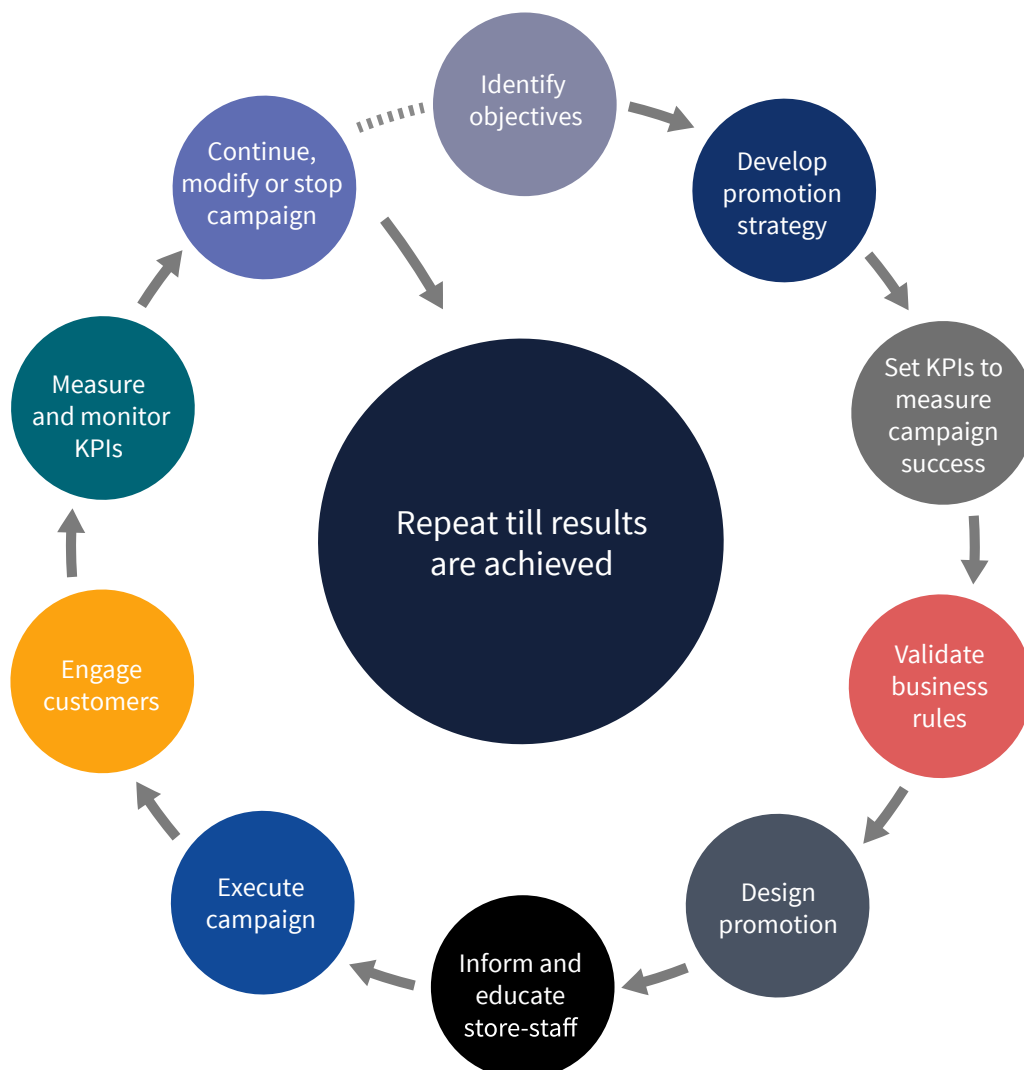 Identify
objectives
Develop
promotion
strategy
Set KPIs to
measure
campaign
success
Validate
business
rules
Design
promotion
Inform and
educate
store-staff
Execute
campaign
Engage
customers
Measure
and monitor
KPIs
Continue,
modify or stop
campaign
Repeat till results
are achieved